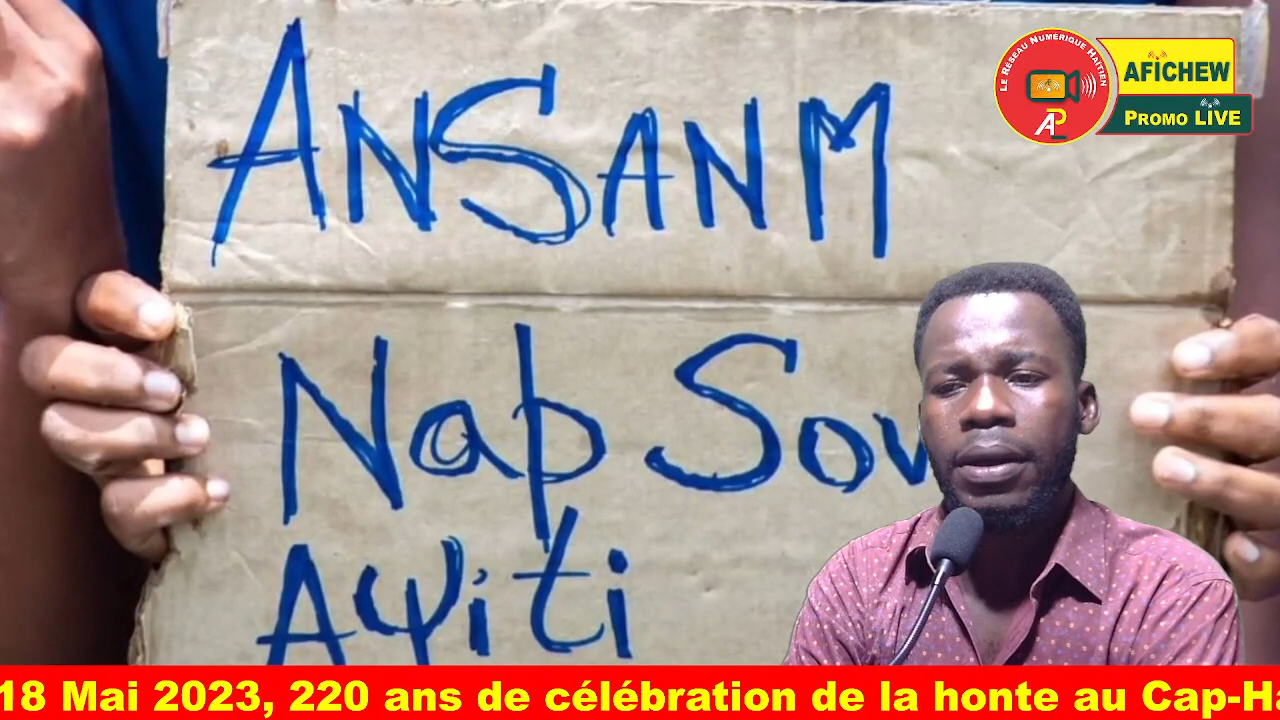 ANSANM
Nap Sov
Ayiti
LE RÉSEAU NUMÉRIQUE HAÏTIEN
APL
AFICHEW
PROMO LIVE
18 Mai 2023, 220 ans de célébration de la honte au Cap-Ha